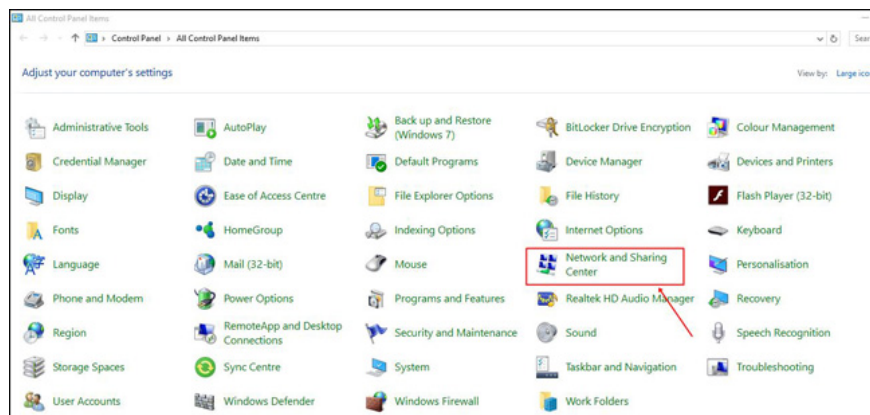 All Control Panel Items
Control Panel › All Control Panel Items
Sear
Adjust your computer's settings
View by: Large ico
Administrative Tools
AutoPlay
Back up and Restore
(Windows 7)
BitLocker Drive Encryption
Colour Management
Credential Manager
Date and Time
Default Programs
Device Manager
Devices and Printers
Display
Ease of Access Centre
File Explorer Options
File History
Flash Player (32-bit)
Fonts
HomeGroup
Indexing Options
Internet Options
Keyboard
Language
Mail (32-bit)
Mouse
Network and Sharing
Center
Personalisation
Phone and Modem
Power Options
Programs and Features
Realtek HD Audio Manager
Recovery
Region
RemoteApp and Desktop
Connections
Security and Maintenance
Sound
Speech Recognition
Storage Spaces
Sync Centre
System
Taskbar and Navigation
Troubleshooting
User Accounts
Windows Defender
Windows Firewall
Work Folders